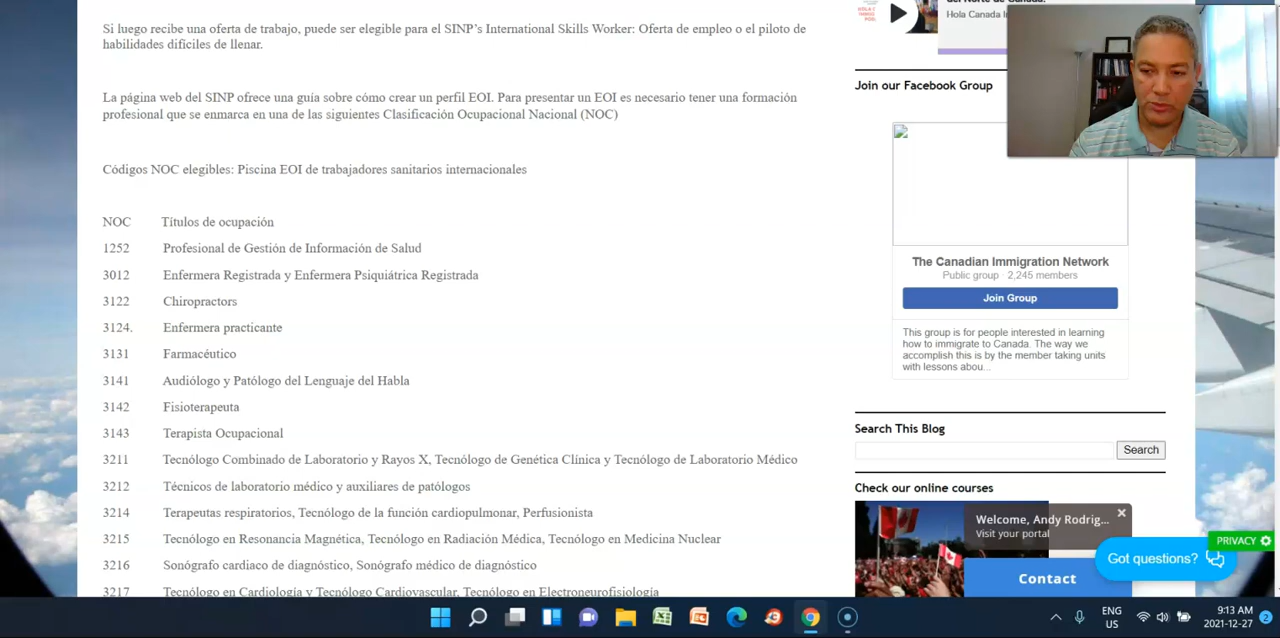 Si luego recibe una oferta de trabajo, puede ser elegible para el SINP's International Skills Worker: Oferta de empleo o el piloto de
habilidades difíciles de llenar.
La página web del SINP ofrece una guía sobre cómo crear un perfil EOI. Para presentar un EOI es necesario tener una formación
profesional que se enmarca en una de las siguientes Clasificación Ocupacional Nacional (NOC)
Códigos NOC elegibles: Piscina EOI de trabajadores sanitarios internacionales
NOC Títulos de ocupación
1252 Profesional de Gestión de Información de Salud
3012 Enfermera Registrada y Enfermera Psiquiátrica Registrada
3122 Chiropractors
3124. Enfermera practicante
3131 Farmacéutico
3141 Audiólogo y Patólogo del Lenguaje del Habla
3142 Fisioterapeuta
3143 Terapista Ocupacional
3211 Tecnólogo Combinado de Laboratorio y Rayos X, Tecnólogo de Genética Clínica y Tecnólogo de Laboratorio Médico
3212 Técnicos de laboratorio médico y auxiliares de patólogos
3214 Terapeutas respiratorios, Tecnólogo de la función cardiopulmonar, Perfusionista
3215 Tecnólogo en Resonancia Magnética, Tecnólogo en Radiación Médica, Tecnólogo en Medicina Nuclear
3216 Sonógrafo cardiaco de diagnóstico, Sonógrafo médico de diagnóstico
3217 Tecnólogo en Cardiología y Tecnólogo Cardiovascular, Tecnólogo en Electroneurofisiología
Hola Canada
Join our Facebook Group
The Canadian Immigration Network
Public group · 2,245 members
Join Group
This group is for people interested in learning
how to immigrate to Canada. The way we
accomplish this is by the member taking units
with lessons abou...
Search This Blog
Search
Check our online courses
Welcome, Andy Rodrig...
Visit your portal
Contact
PRIVACY
Got questions?
ENG
US
9:13 AM
2021-12-27
2